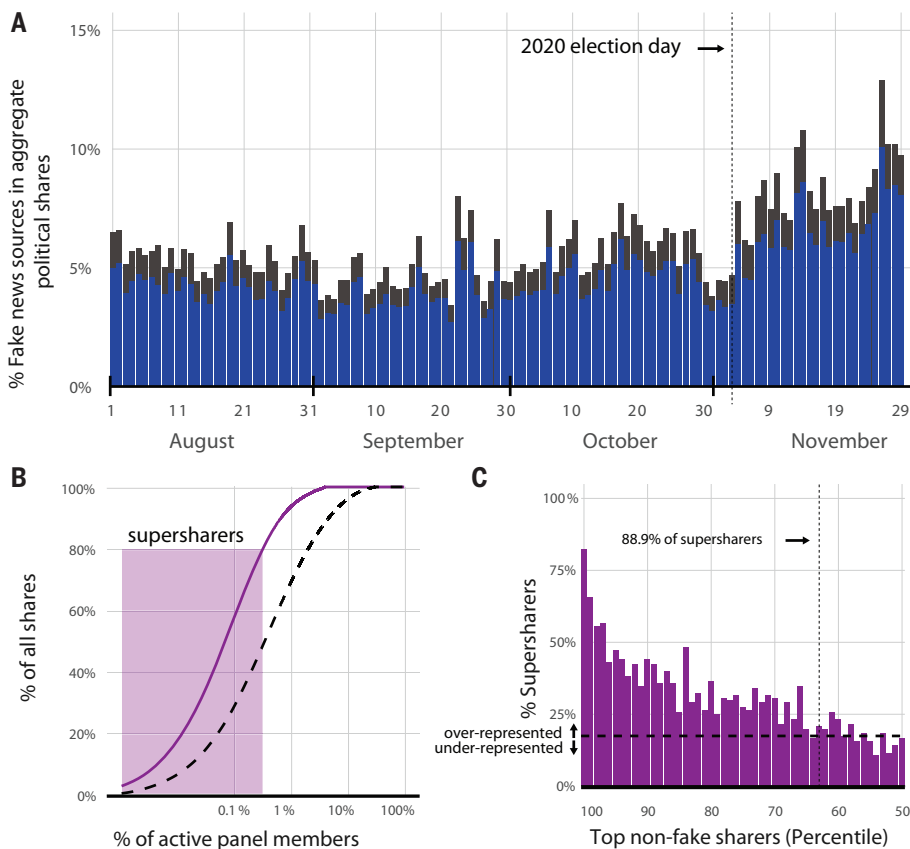 A
% Fake news sources in aggregate
political shares
15%
10%
5%
0%
2020 election day
1 11 21 31 10 20 30 10 20 30 9 19 29
August September October November
B
% of all shares
100%
80%
60%
40%
20%
0%
supersharers
0.1 % 1 % 10% 100%
% of active panel members
C
% Supersharers
100%
75%
50%
25%
0%
88.9% of supersharers
over-represented
under-represented
100 90 80 70 60 50
Top non-fake sharers (Percentile)